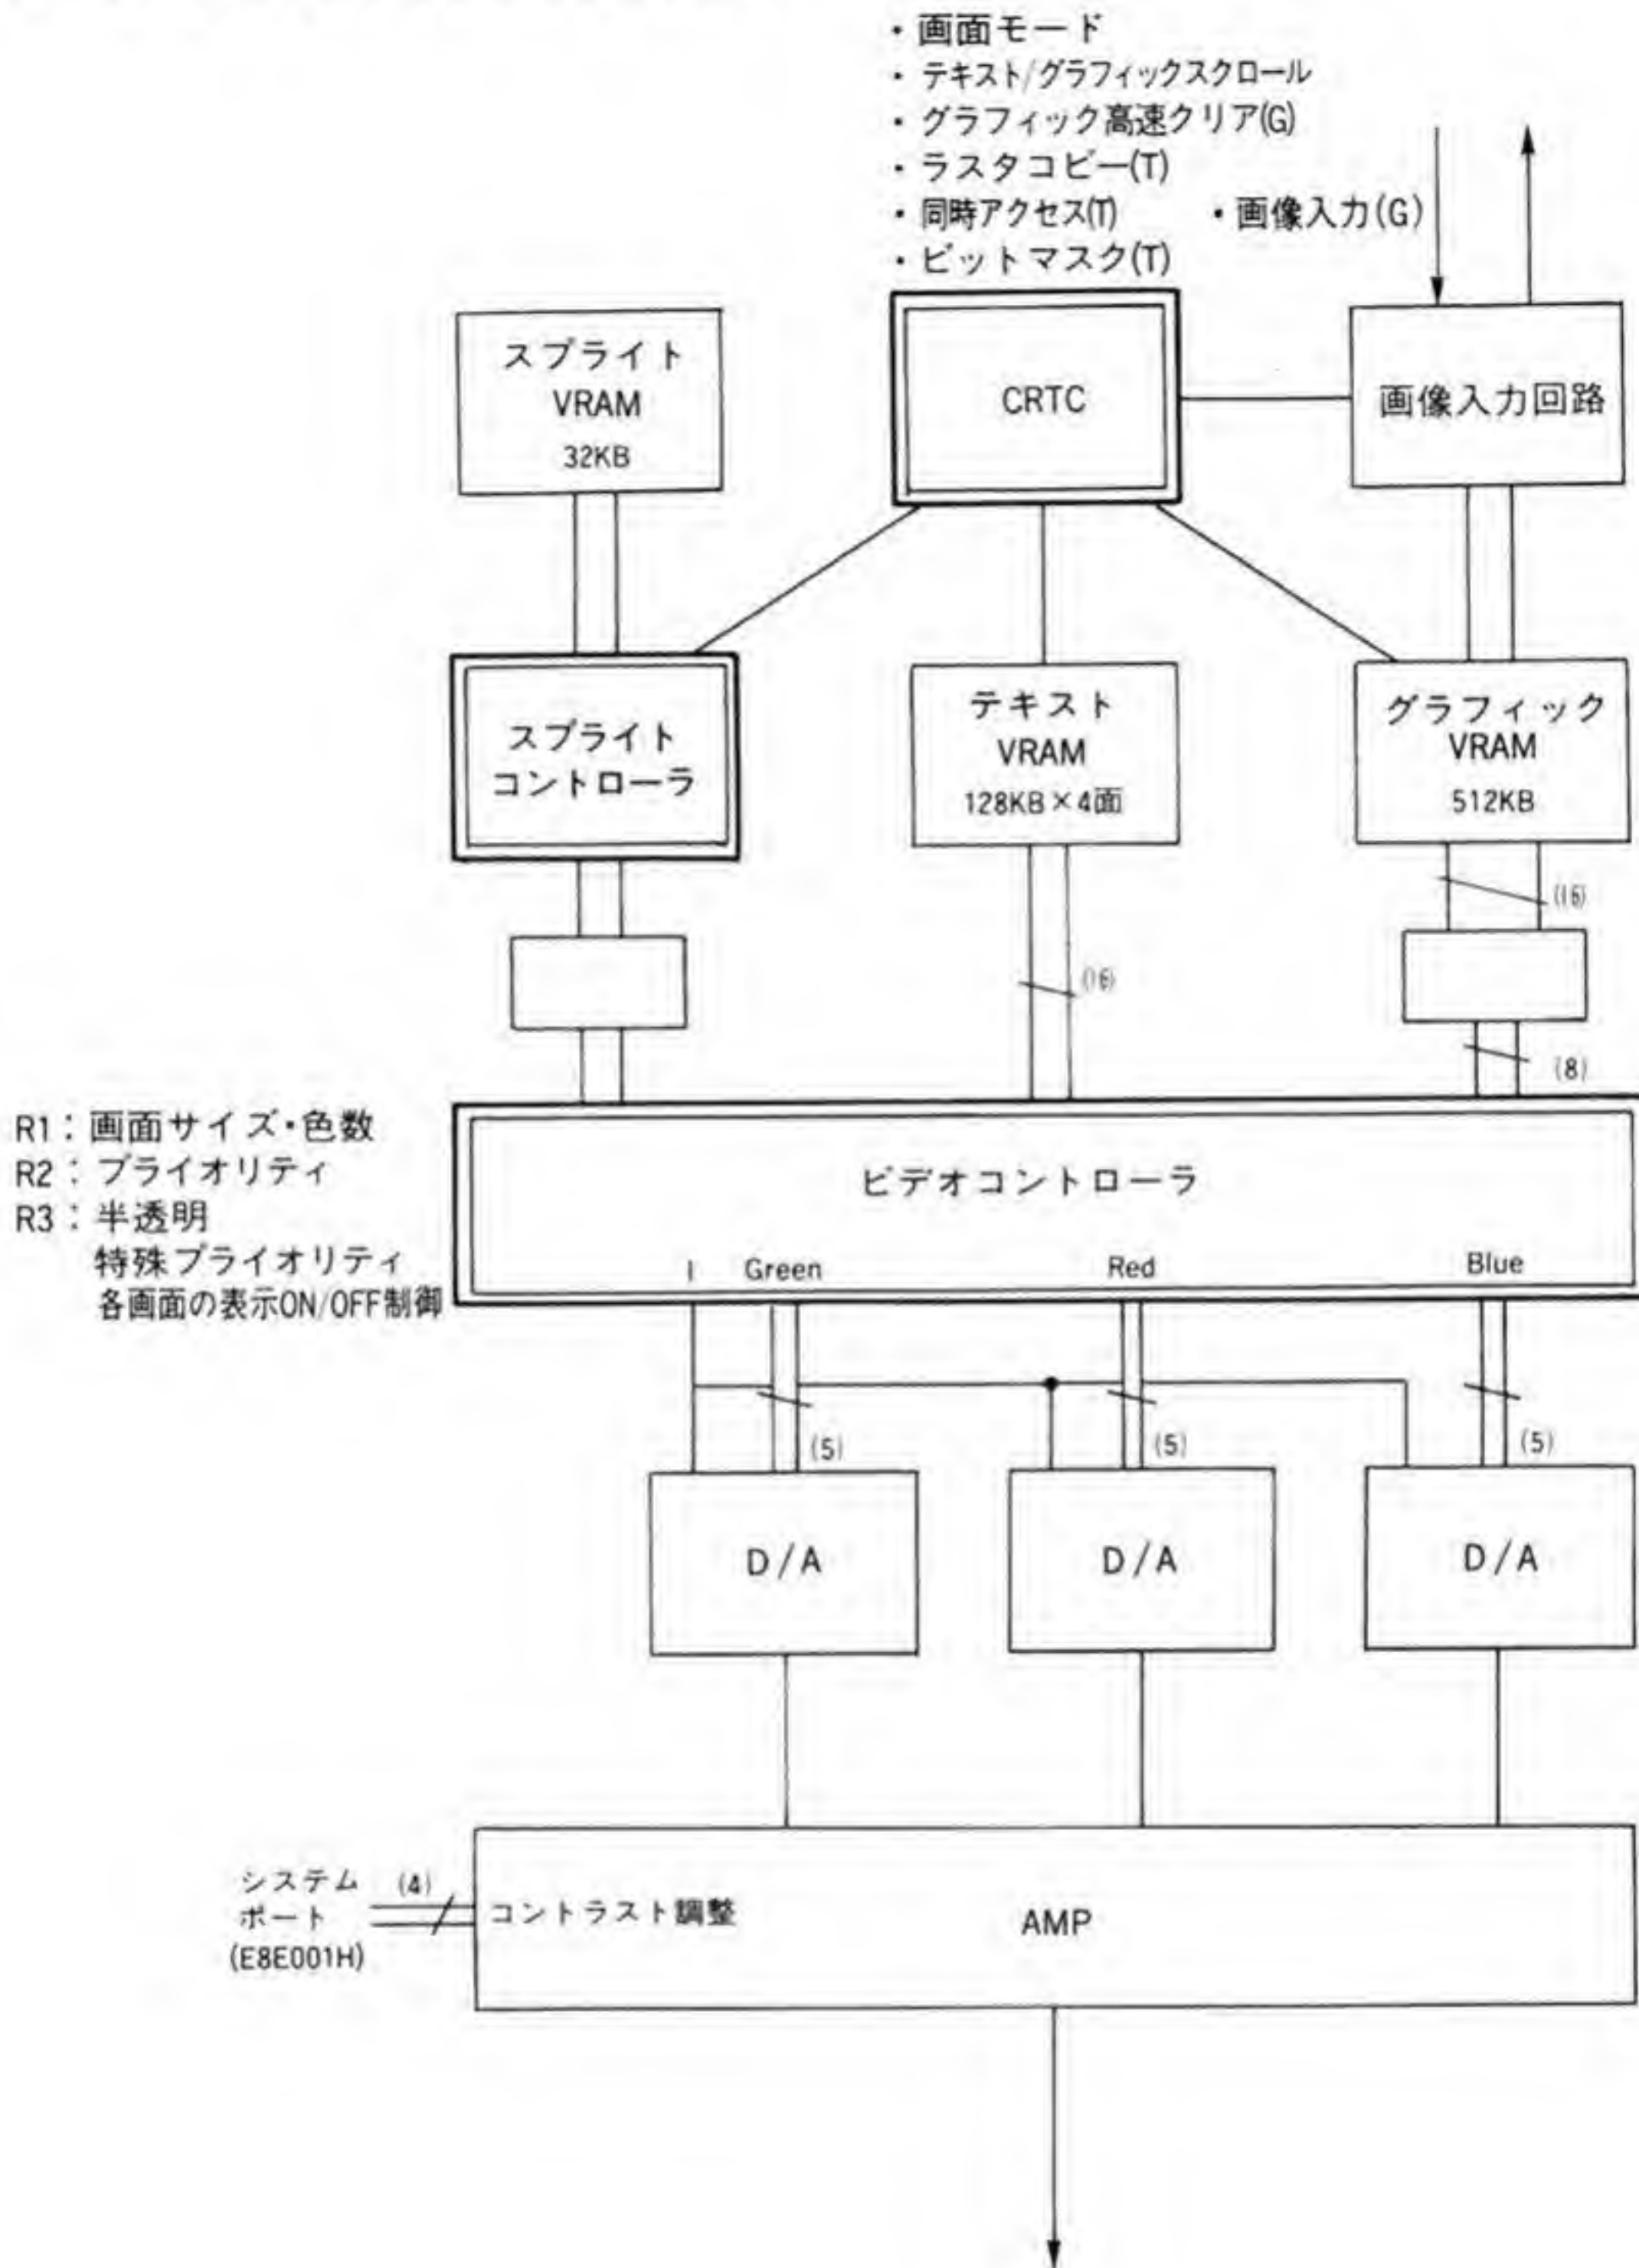 ・画面モード
・テキスト/グラフィックスクロール
・グラフィック高速クリア(G)
・ラスタコピー(T)
・同時アクセス(T)
・画像入力(G)
・ビットマスク(T)
スプライト
VRAM
32KB
CRTC
画像入力回路
スプライト
コントローラ
テキスト
VRAM
128KB×4面
グラフィック
VRAM
512KB
(16)
(16)
(8)
R1：画面サイズ・色数
R2：プライオリティ
R3：半透明
特殊プライオリティ
各画面の表示ON/OFF制御
ビデオコントローラ
I
Green
Red
Blue
(5)
(5)
(5)
D/A
D/A
D/A
システム
ポート
(E8E001H)
(4)
コントラスト調整
AMP